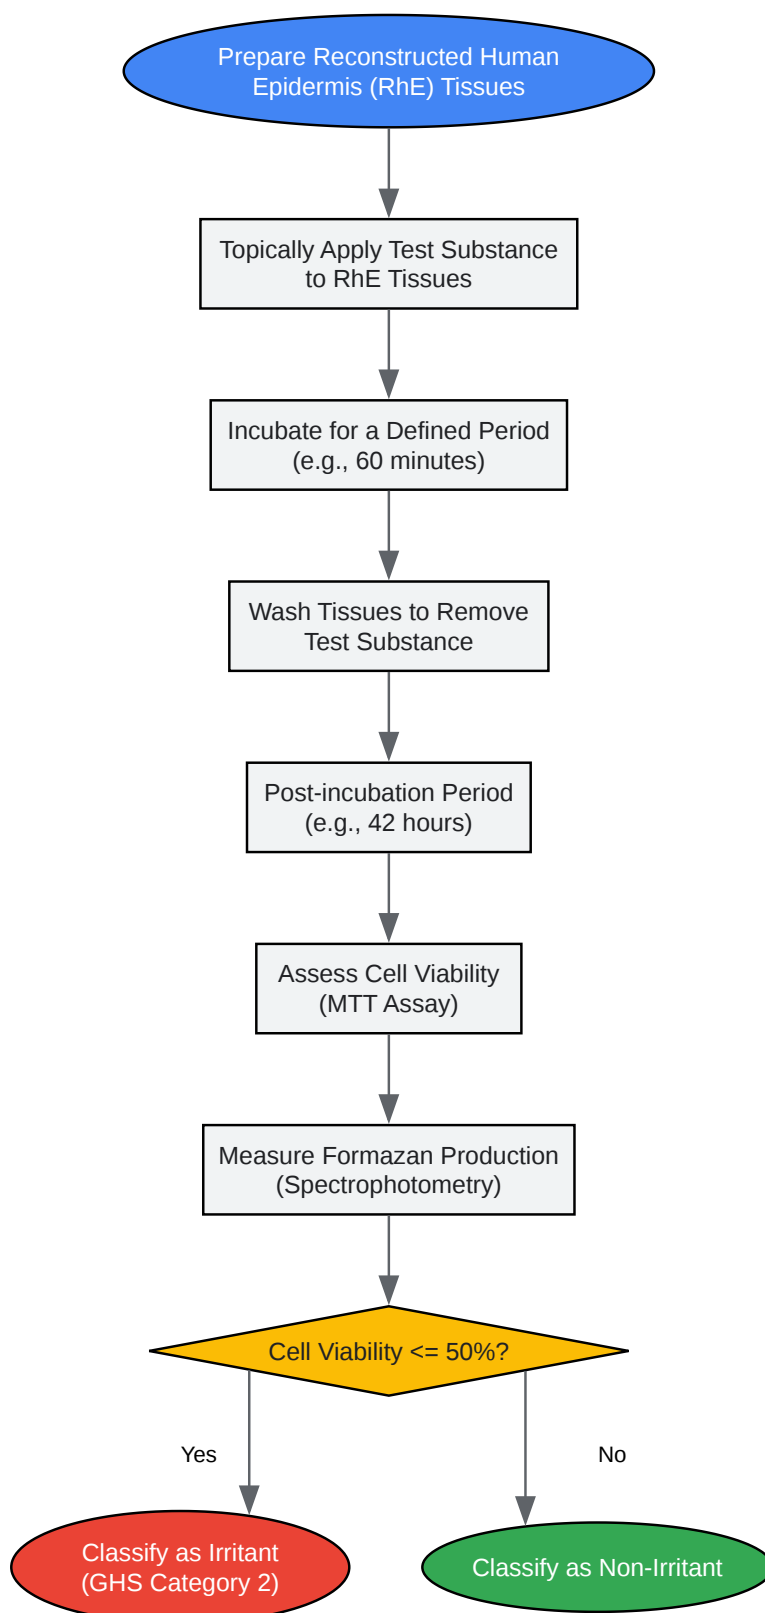 Prepare Reconstructed Human
Epidermis (RhE) Tissues
Topically Apply Test Substance
to RhE Tissues
Incubate for a Defined Period
(e.g., 60 minutes)
Wash Tissues to Remove
Test Substance
Post-incubation Period
(e.g., 42 hours)
Assess Cell Viability
(MTT Assay)
Measure Formazan Production
(Spectrophotometry)
Cell Viability <= 50%?
Yes
No
Classify as Irritant
(GHS Category 2)
Classify as Non-Irritant